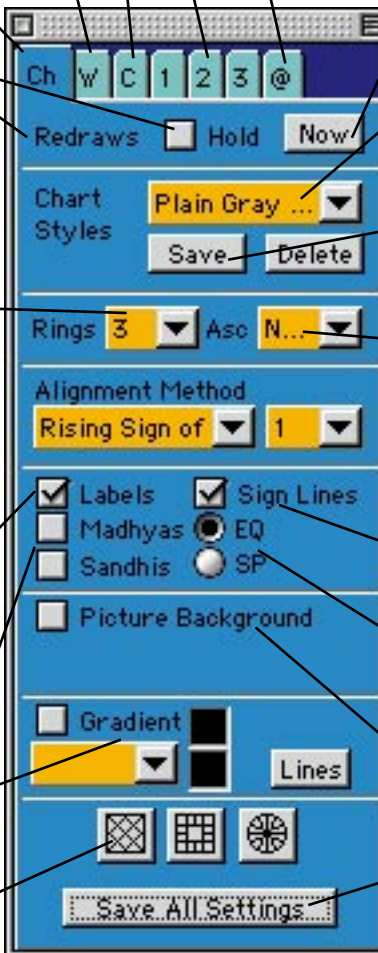 Ch W C 1 2 3 @
Redraws Hold Now
Chart Styles
Plain Gray ...
Save Delete
Rings 3 Asc N...
Alignment Method
Rising Sign of 1
Labels Sign Lines
Madhyas EQ
Sandhis SP
Picture Background
Gradient
Lines
Save All Settings